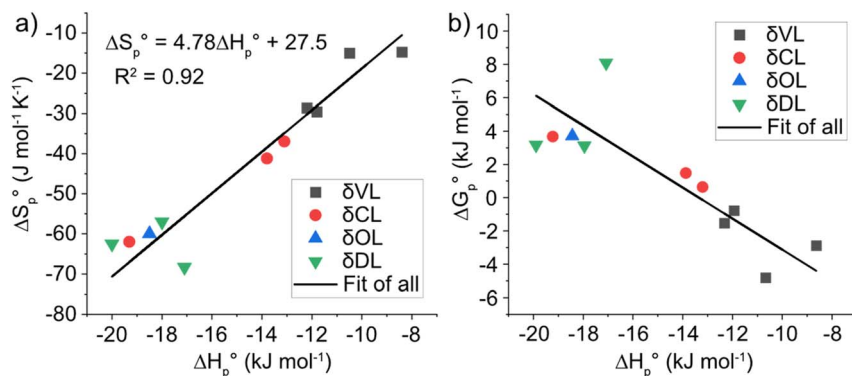 a)
ΔSₚ° = 4.78ΔHₚ° + 27.5
R² = 0.92
ΔSₚ° (J mol⁻¹ K⁻¹)
-10
-20
-30
-40
-50
-60
-70
-80
δVL
δCL
δOL
δDL
Fit of all
-20 -18 -16 -14 -12 -10 -8
ΔHₚ° (kJ mol⁻¹)
b)
ΔGₚ° (kJ mol⁻¹)
10
8
6
4
2
0
-2
-4
-6
δVL
δCL
δOL
δDL
Fit of all
-20 -18 -16 -14 -12 -10 -8
ΔHₚ° (kJ mol⁻¹)